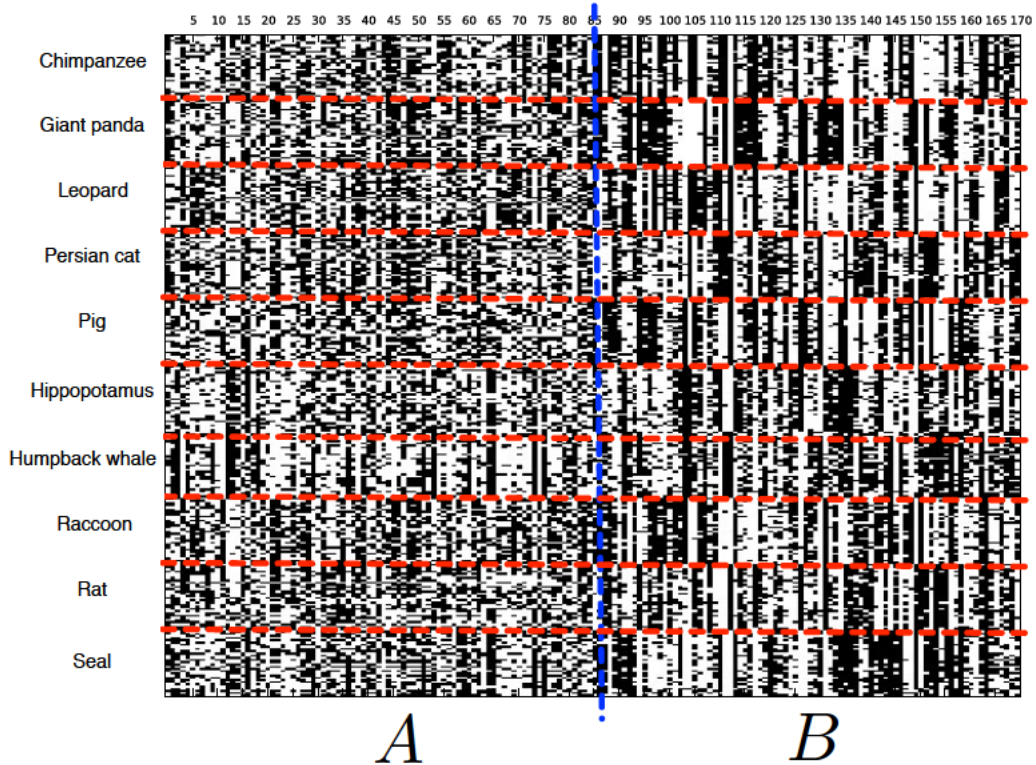 5 10 15 20 25 30 35 40 45 50 55 60 65 70 75 80 85 90 95 100 105 110 115 120 125 130 135 140 145 150 155 160 165 170
Chimpanzee
Giant panda
Leopard
Persian cat
Pig
Hippopotamus
Humpback whale
Raccoon
Rat
Seal
A B